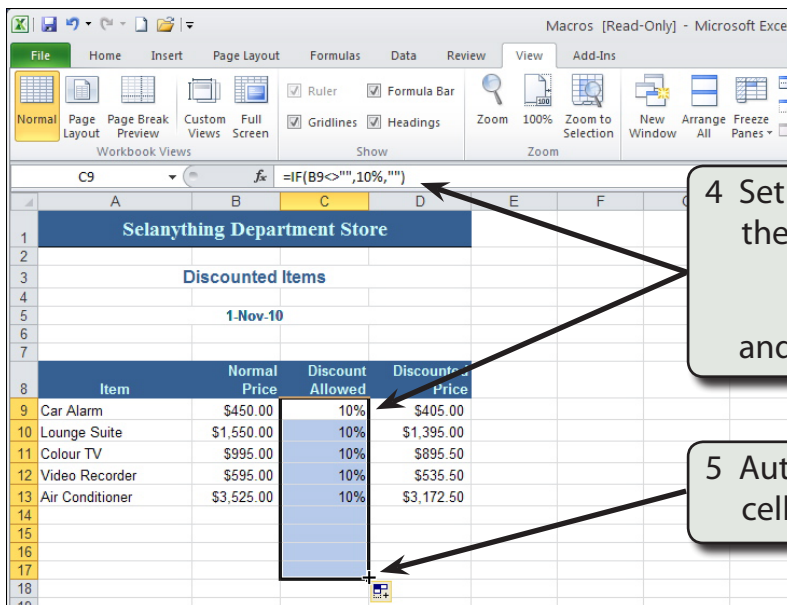 Macros [Read-Only] - Microsoft Exce
File Home Insert Page Layout Formulas Data Review View Add-Ins
Normal Page Layout Page Break Preview Custom Views Full Screen
Workbook Views
Ruler Formula Bar
Gridlines Headings
Show
Zoom 100% Zoom to Selection
Zoom
New Window Arrange All Freeze Panes
C9 fx =IF(B9<>"",10%,"")
A B C D E F
1 Selanything Department Store
2
3 Discounted Items
4
5 1-Nov-10
6
7
8 Item Normal Price Discount Allowed Discounted Price
9 Car Alarm $450.00 10% $405.00
10 Lounge Suite $1,550.00 10% $1,395.00
11 Colour TV $995.00 10% $895.50
12 Video Recorder $595.00 10% $535.50
13 Air Conditioner $3,525.00 10% $3,172.50
14
15
16
17
18
4 Set
the
and
5 Aut
cell